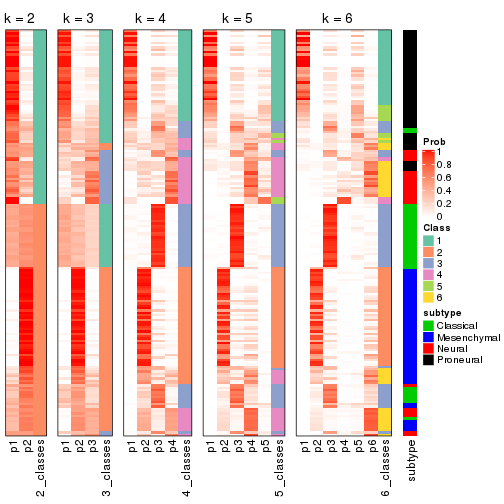 k = 2
k = 3
k = 4
k = 5
k = 6
Prob
1
0.8
0.6
0.4
0.2
0
Class
1
2
3
4
5
6
subtype
Classical
Mesenchymal
Neural
Proneural
p1
p2
2_classes
p1
p2
p3
3_classes
p1
p2
p3
p4
4_classes
p1
p2
p3
p4
p5
5_classes
p1
p2
p3
p4
p5
p6
6_classes
subtype